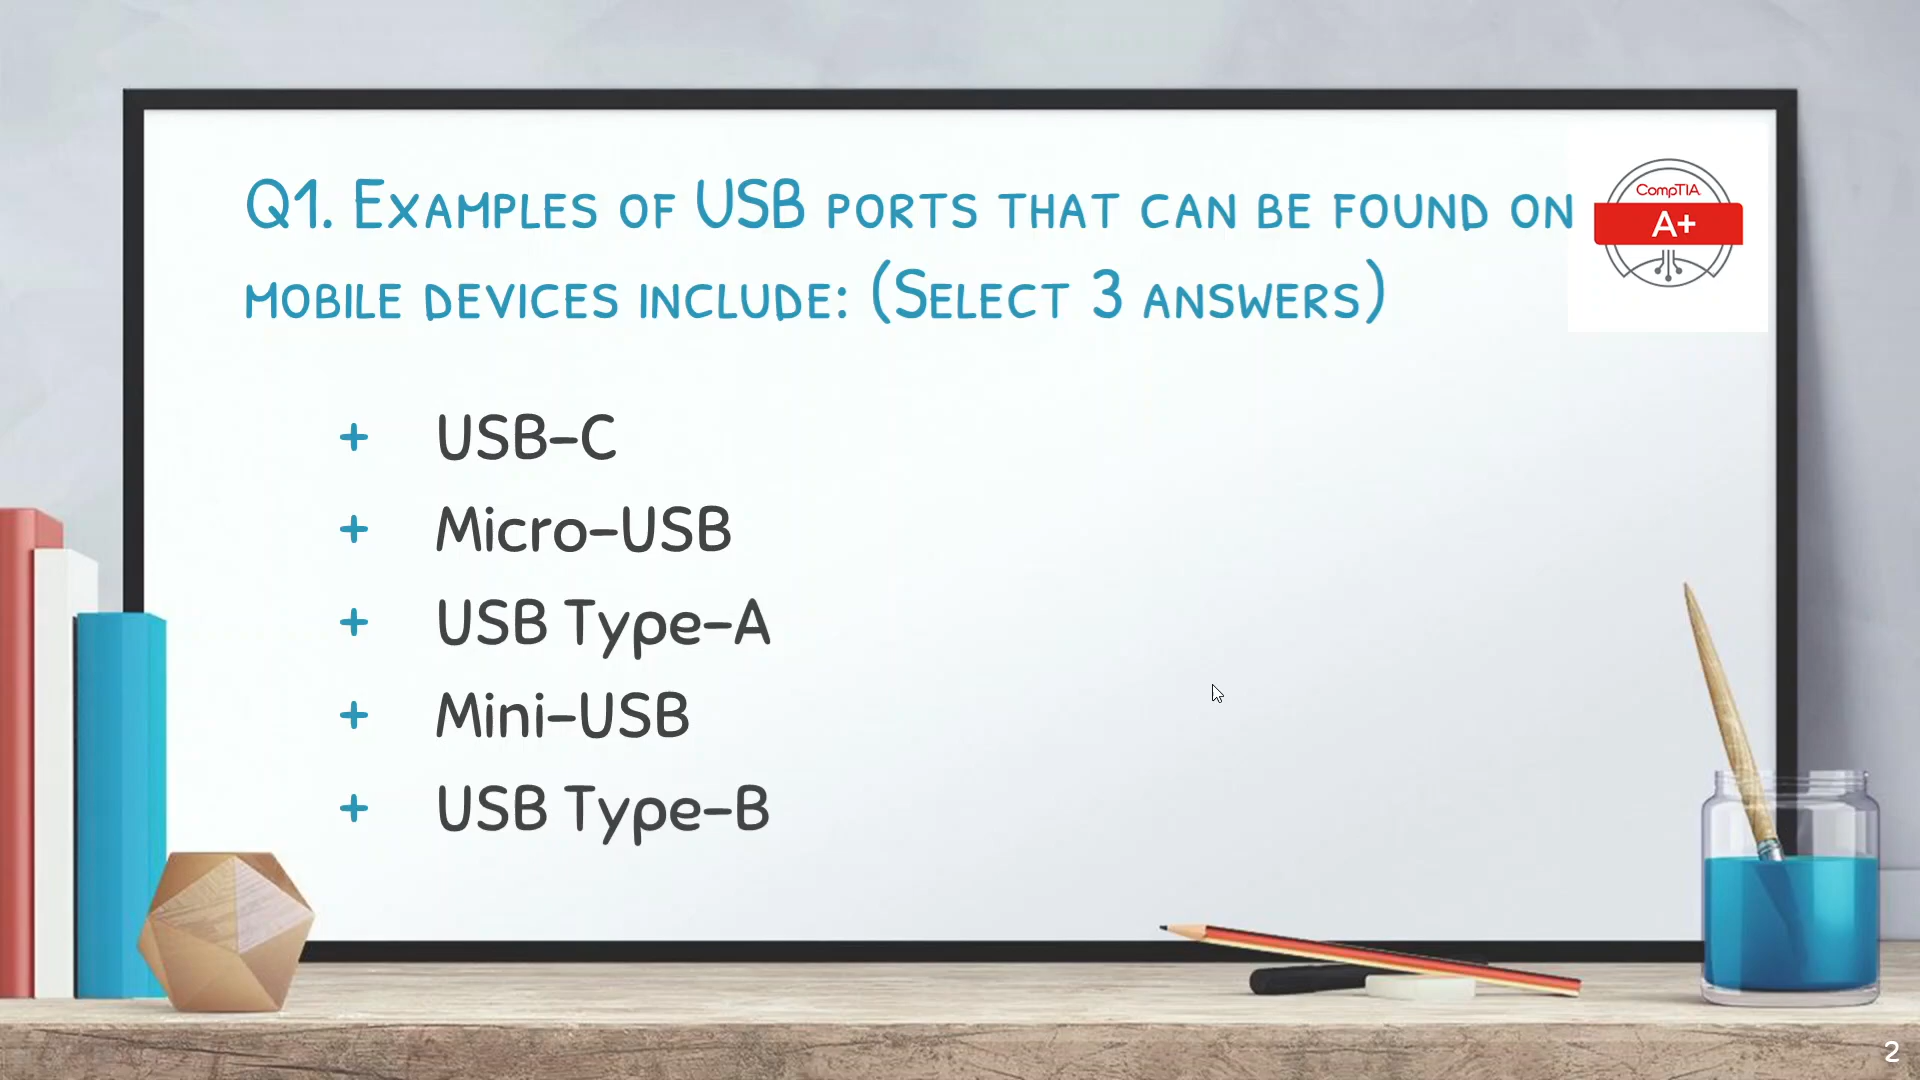 Q1. Examples of USB ports that can be found on
mobile devices include: (Select 3 answers)
CompTIA
A+
+ USB-C
+ Micro-USB
+ USB Type-A
+ Mini-USB
+ USB Type-B
2